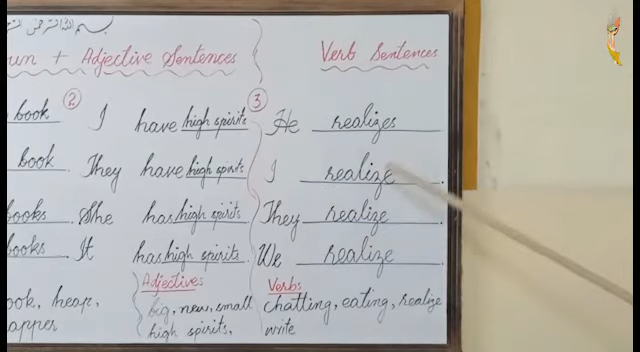 un + Adjective Sentences
Verb Sentences
book
2
I have high spirits
3
He realizes
book
They have high spirits
I realize.
books.
She has high spirits
They realize.
books
It has high spirits.
We realize.
Adjectives
Verbs
ook, heap,
big, new, small
chatting, eating, realize
apper
high spirits,
write